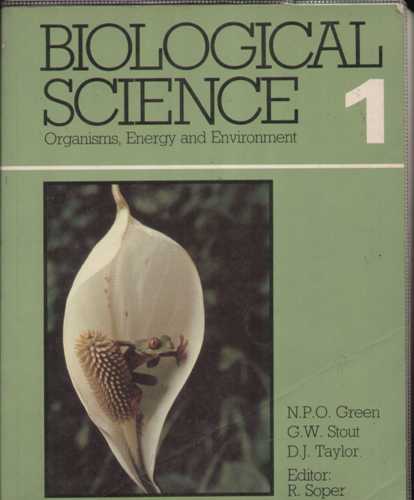 BIOLOGICAL
SCIENCE
1
Organisms, Energy and Environment
N.P.O. Green
G.W. Stout
D.J. Taylor
Editor:
R. Soper